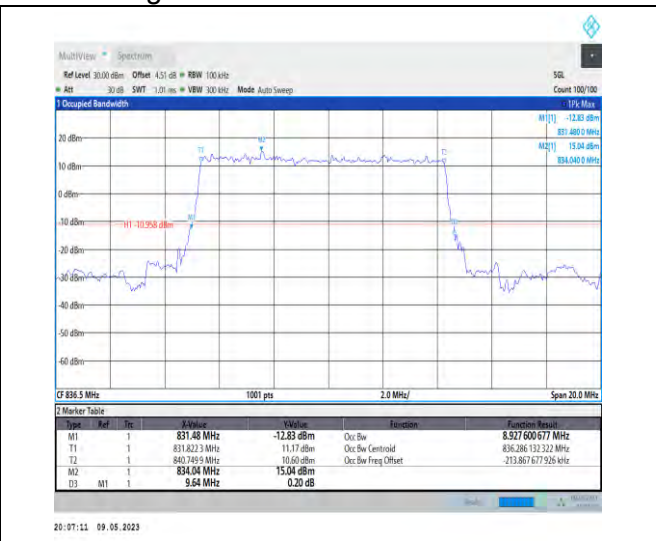 MultiView Spectrum
Ref Level 30.00 dBm Offset 4.51 dB RBW 100 kHz SGL
Att 30 dB SWT 1.01 ms VBW 300 kHz Mode Auto Sweep Count 100/100
1 Occupied Bandwidth 1Pk Max
M1[1] -12.83 dBm
831.480 0 MHz
M2[1] 15.04 dBm
834.040 0 MHz
20 dBm
M2
T1 T2
10 dBm
0 dBm
-10 dBm
H1 -10.958 dBm
M1
-20 dBm
-30 dBm
-40 dBm
-50 dBm
-60 dBm
CF 836.5 MHz 1001 pts 2.0 MHz/ Span 20.0 MHz
2 Marker Table
Type Ref Trc X-Value Y-Value Function Function Result
M1 1 831.48 MHz -12.83 dBm Occ Bw 8.927 600 677 MHz
T1 1 831.822 3 MHz 11.17 dBm Occ Bw Centroid 836.286 132 322 MHz
T2 1 840.749 9 MHz 10.60 dBm Occ Bw Freq Offset -213.867 677 926 kHz
M2 1 834.04 MHz 15.04 dBm
D3 M1 1 9.64 MHz 0.20 dB
20:07:11 09.05.2023